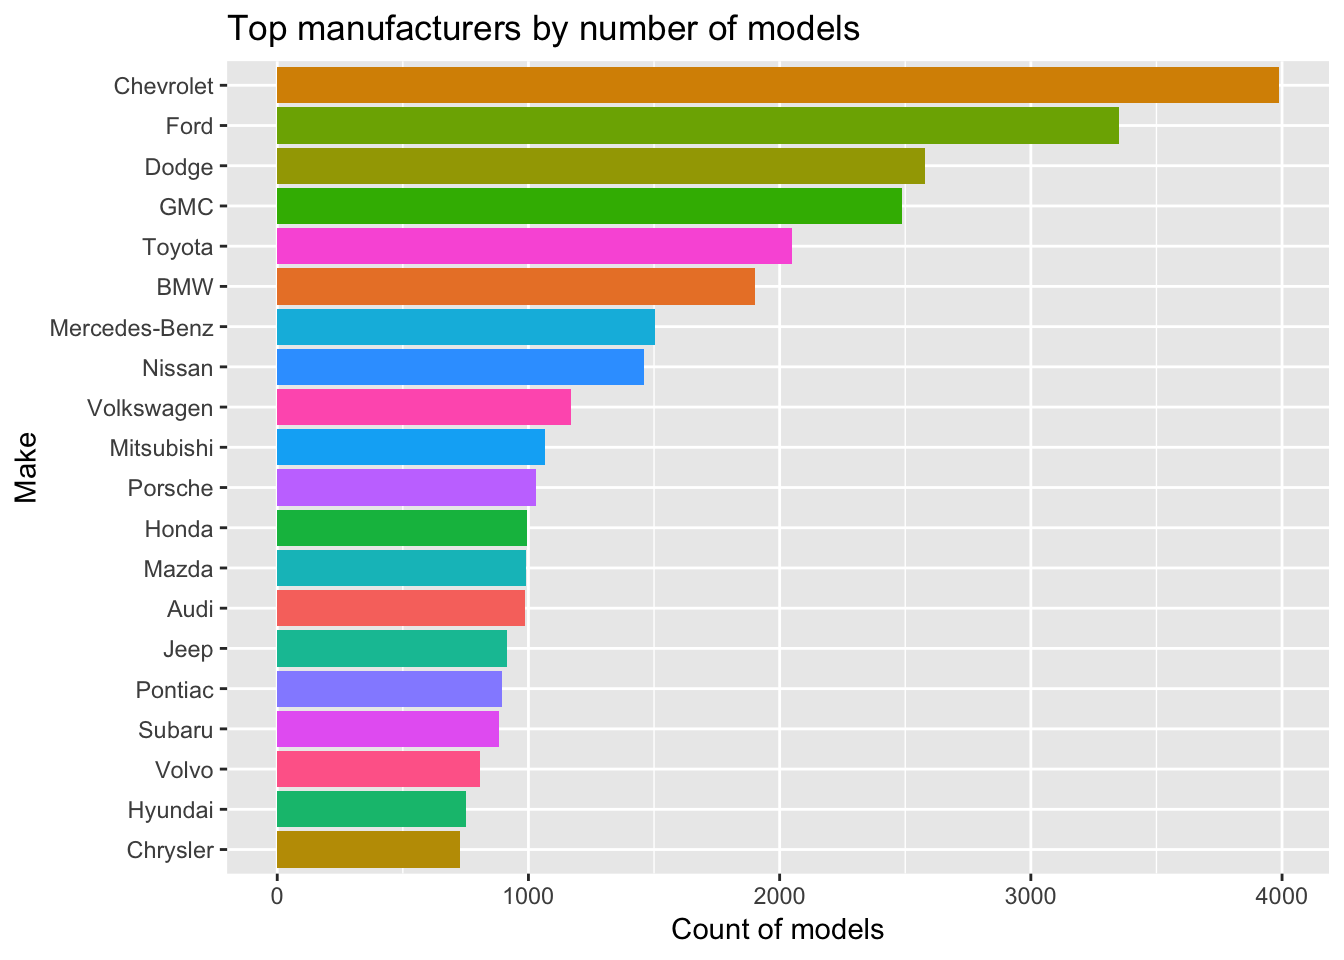 Top manufacturers by number of models
Chevrolet
Ford
Dodge
GMC
Toyota
BMW
Mercedes-Benz
Nissan
Volkswagen
Mitsubishi
Porsche
Honda
Mazda
Audi
Jeep
Pontiac
Subaru
Volvo
Hyundai
Chrysler
Make
0 1000 2000 3000 4000
Count of models